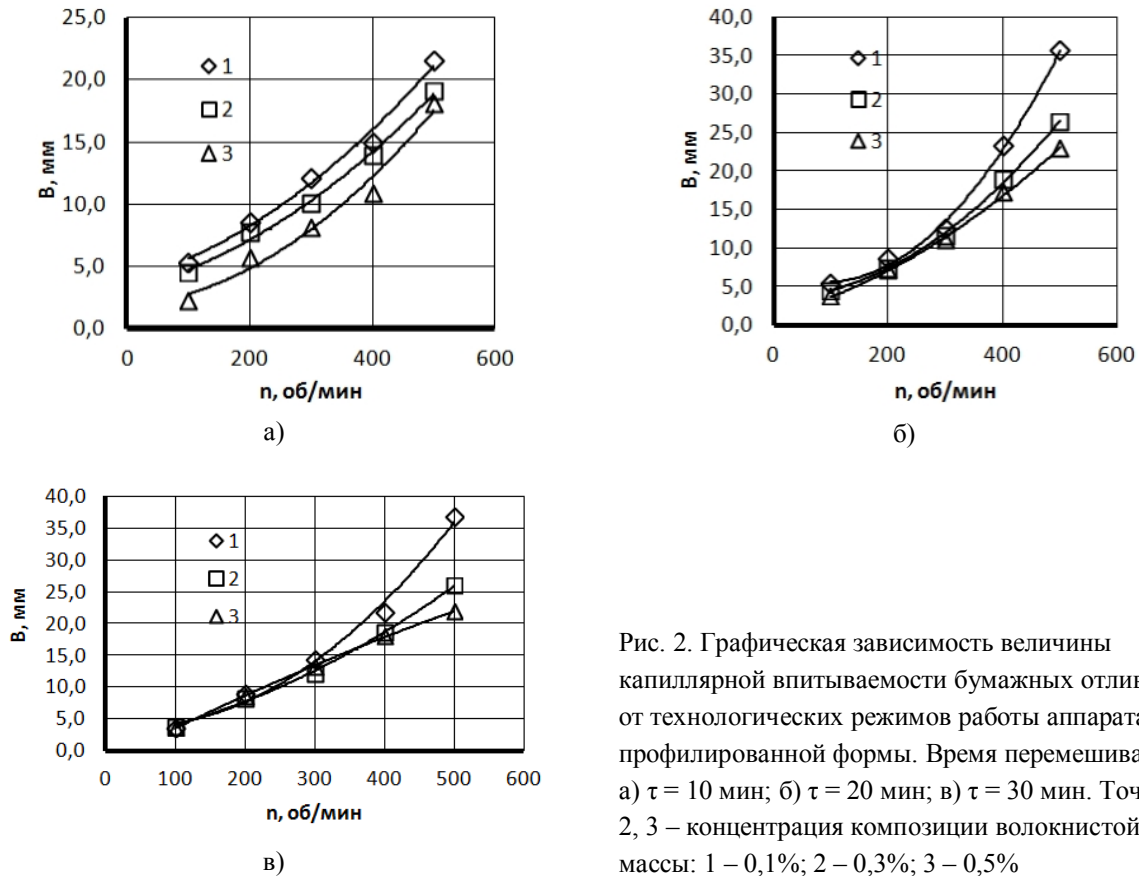 25,0
20,0
15,0
10,0
5,0
0,0
В, мм
1
2
3
0 200 400 600
n, об/мин
а)
40,0
35,0
30,0
25,0
20,0
15,0
10,0
5,0
0,0
В, мм
1
2
3
0 200 400 600
n, об/мин
б)
40,0
35,0
30,0
25,0
20,0
15,0
10,0
5,0
0,0
В, мм
1
2
3
0 100 200 300 400 500 600
n, об/мин
в)
Рис. 2. Графическая зависимость величины
капиллярной впитываемости бумажных отлив
от технологических режимов работы аппарата
профилированной формы. Время перемешива
а) τ = 10 мин; б) τ = 20 мин; в) τ = 30 мин. Точ
2, 3 – концентрация композиции волокнистой
массы: 1 – 0,1%; 2 – 0,3%; 3 – 0,5%